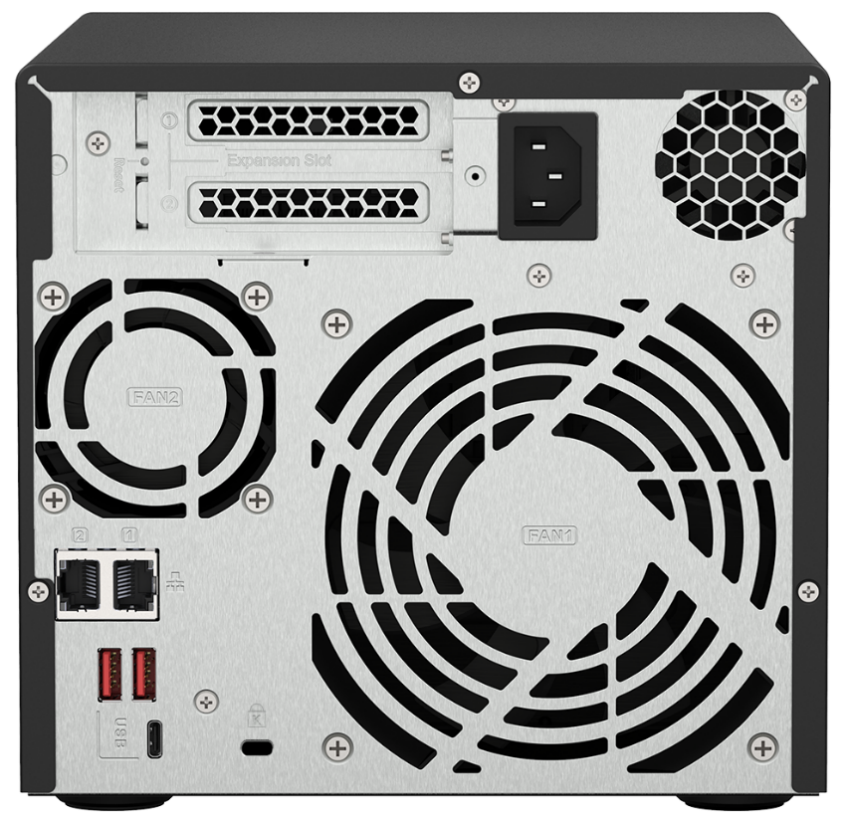 1
Reset
Expansion Slot
2
FAN2
FAN1
2 1
USB
K